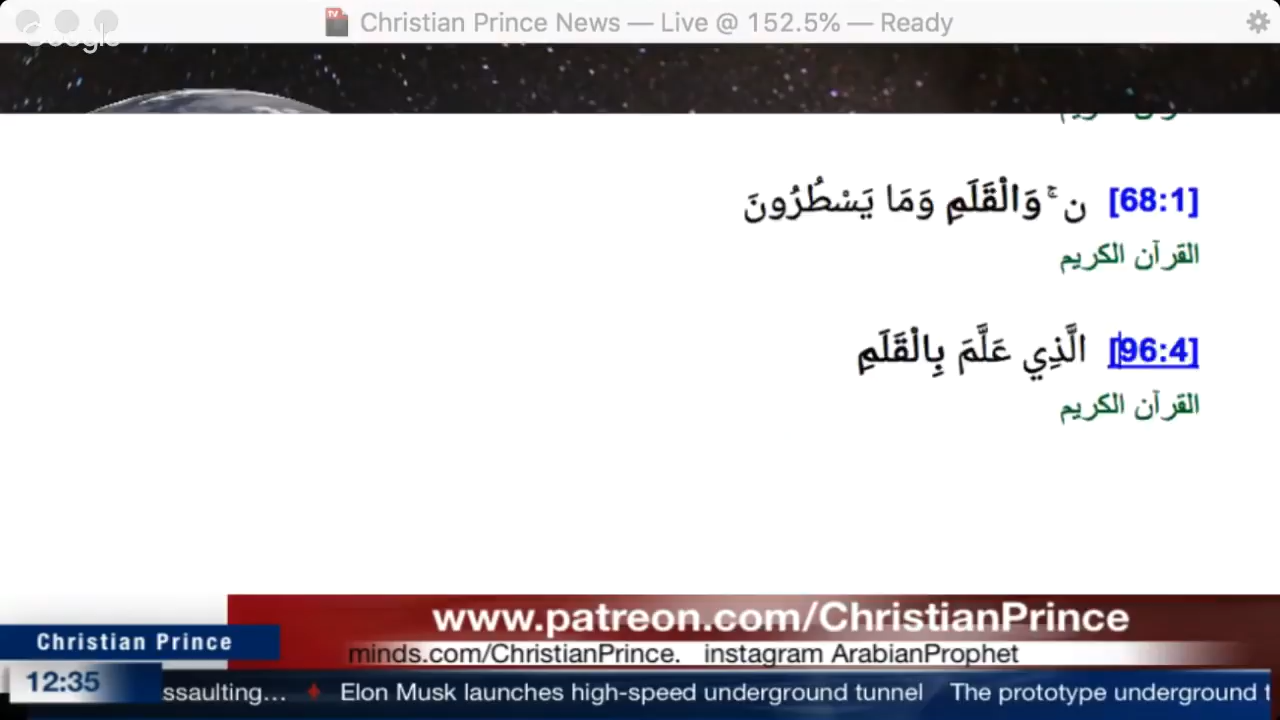 Christian Prince News — Live @ 152.5% — Ready
Google
[68:1] ن ۚ وَالْقَلَمِ وَمَا يَسْطُرُونَ
القرآن الكريم
[96:4] الَّذِي عَلَّمَ بِالْقَلَمِ
القرآن الكريم
www.patreon.com/ChristianPrince
Christian Prince
minds.com/ChristianPrince. instagram ArabianProphet
12:35
ssaulting... ♦ Elon Musk launches high-speed underground tunnel The prototype underground t